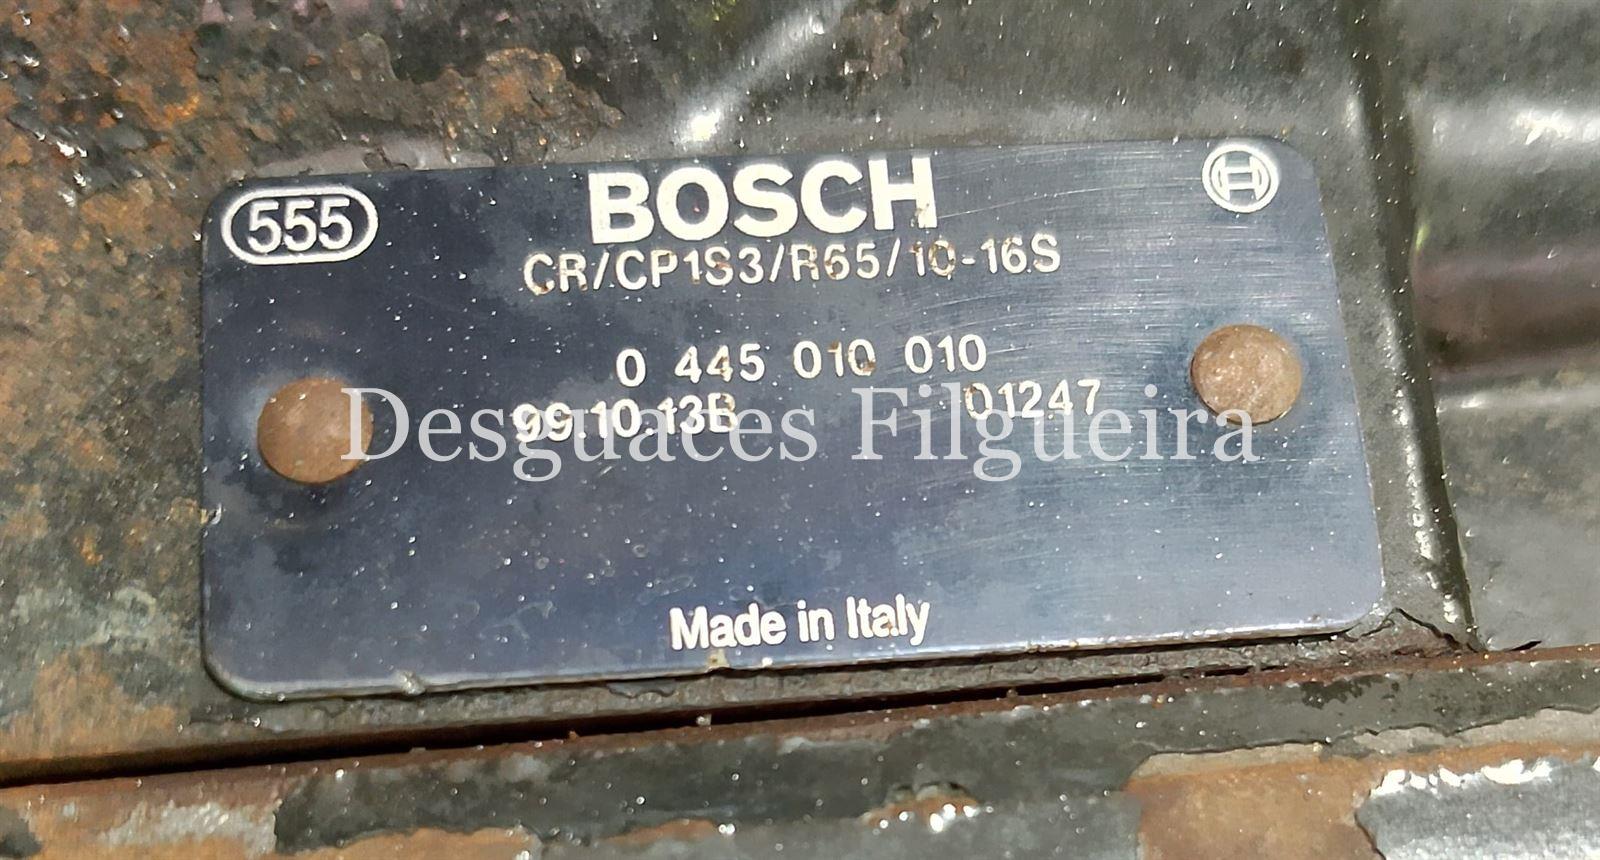 555
BOSCH
CR/CP1S3/R65/10-16S
0 445 010 010
99.10.13B 01247
Desguaces Filgueira
Made in Italy